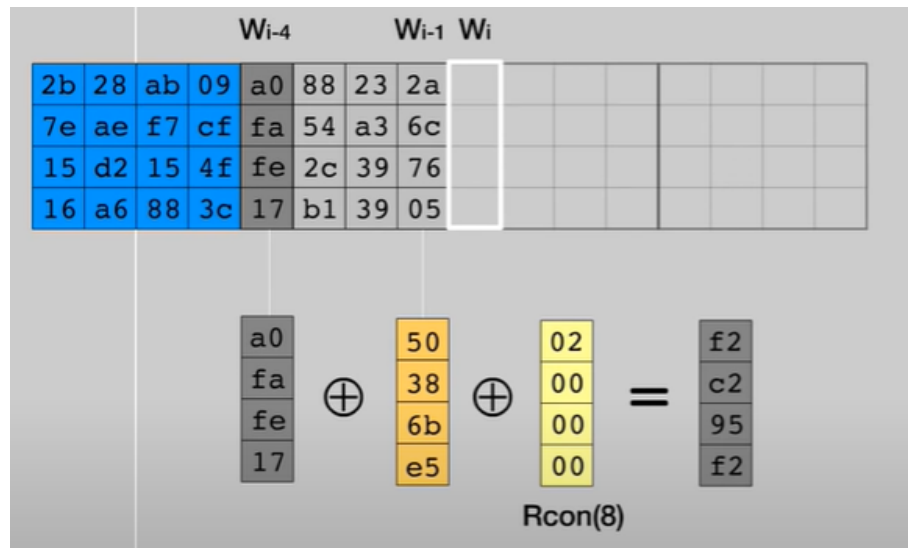 Wi-4 Wi-1 Wi
2b 28 ab 09 a0 88 23 2a
7e ae f7 cf fa 54 a3 6c
15 d2 15 4f fe 2c 39 76
16 a6 88 3c 17 b1 39 05
a0 50 02 f2
fa 38 00 c2
⊕ ⊕ =
fe 6b 00 95
17 e5 00 f2
Rcon(8)